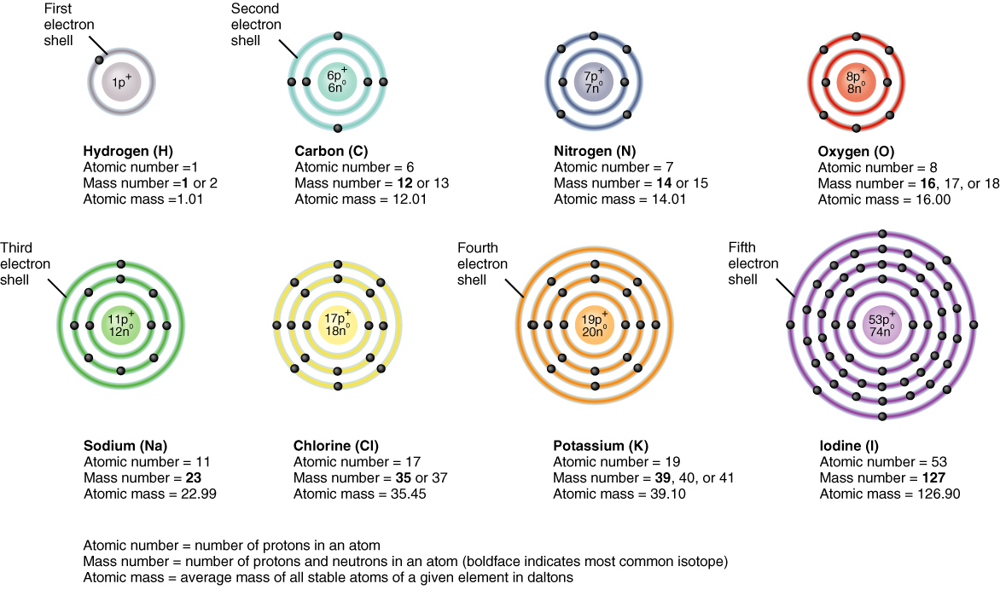 First
electron
shell
1p+
Hydrogen (H)
Atomic number =1
Mass number =1 or 2
Atomic mass =1.01
Second
electron
shell
6p+
6n0
Carbon (C)
Atomic number = 6
Mass number = 12 or 13
Atomic mass = 12.01
7p+
7n0
Nitrogen (N)
Atomic number = 7
Mass number = 14 or 15
Atomic mass = 14.01
8p+
8n0
Oxygen (O)
Atomic number = 8
Mass number = 16, 17, or 18
Atomic mass = 16.00
Third
electron
shell
11p+
12n0
Sodium (Na)
Atomic number = 11
Mass number = 23
Atomic mass = 22.99
17p+
18n0
Chlorine (Cl)
Atomic number = 17
Mass number = 35 or 37
Atomic mass = 35.45
Fourth
electron
shell
19p+
20n0
Potassium (K)
Atomic number = 19
Mass number = 39, 40, or 41
Atomic mass = 39.10
Fifth
electron
shell
53p+
74n0
Iodine (I)
Atomic number = 53
Mass number = 127
Atomic mass = 126.90
Atomic number = number of protons in an atom
Mass number = number of protons and neutrons in an atom (boldface indicates most common isotope)
Atomic mass = average mass of all stable atoms of a given element in daltons